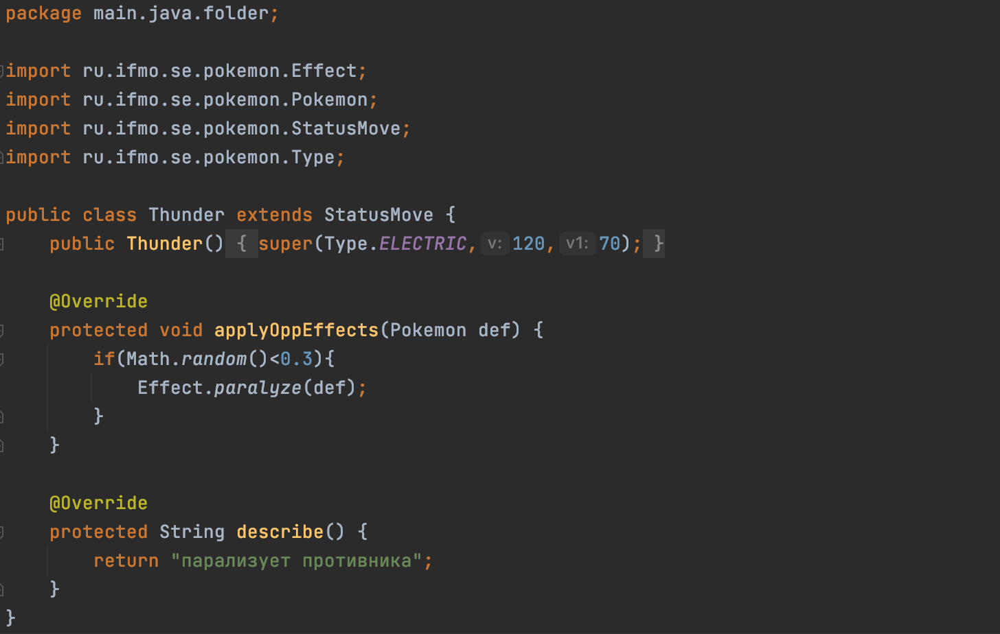 package main.java.folder;
import ru.ifmo.se.pokemon.Effect;
import ru.ifmo.se.pokemon.Pokemon;
import ru.ifmo.se.pokemon.StatusMove;
import ru.ifmo.se.pokemon.Type;
public class Thunder extends StatusMove {
    public Thunder() { super(Type.ELECTRIC, v: 120, v1: 70); }
    @Override
    protected void applyOppEffects(Pokemon def) {
        if(Math.random()<0.3){
            Effect.paralyze(def);
        }
    }
    @Override
    protected String describe() {
        return "парализует противника";
    }
}